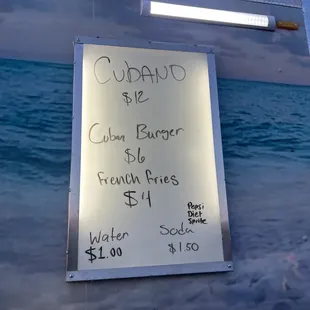 CUBANO
$12
Cuban Burger
$6
French fries
$4
Pepsi
Diet
Sprite
Water
$1.00
Soda
$1.50